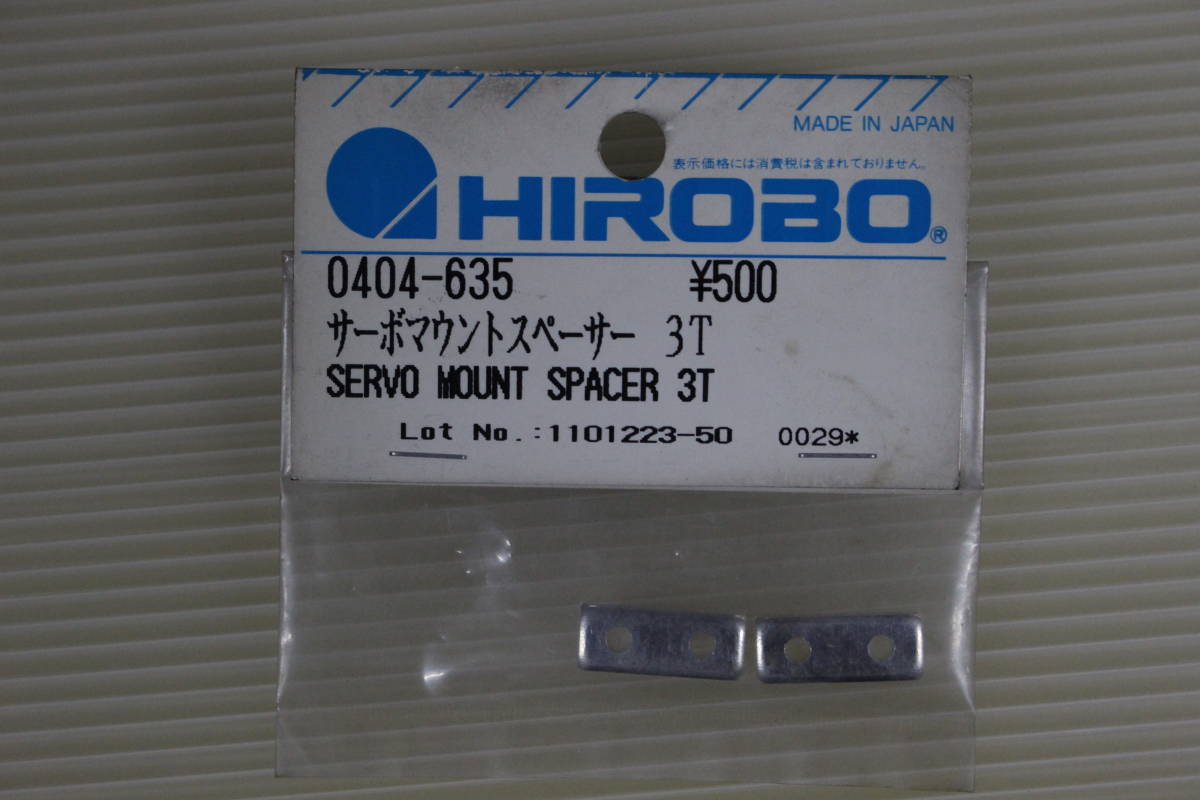 MADE IN JAPAN
表示価格には消費税は含まれておりません。
HIROBO®
0404-635 ¥500
サーボマウントスペーサー 3T
SERVO MOUNT SPACER 3T
Lot No.:1101223-50 0029*